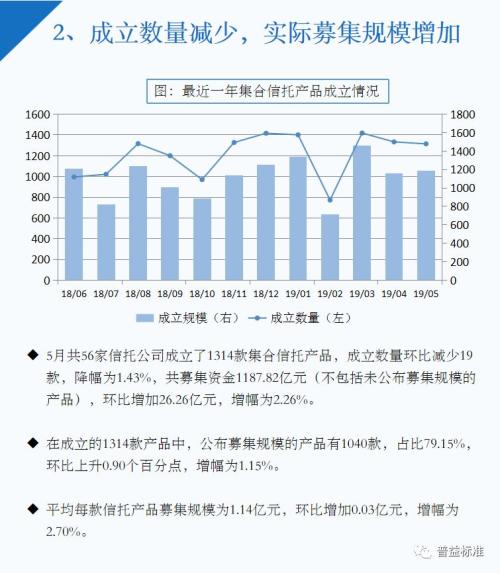 2、成立数量减少，实际募集规模增加
图：最近一年集合信托产品成立情况
1600 1800
1400 1600
1200 1400
1000 1200
800 1000
600 800
400 600
200 400
0 200
0
18/06 18/07 18/08 18/09 18/10 18/11 18/12 19/01 19/02 19/03 19/04 19/05
成立规模（右） 成立数量（左）
5月共56家信托公司成立了1314款集合信托产品，成立数量环比减少19
款，降幅为1.43%，共募集资金1187.82亿元（不包括未公布募集规模的
产品），环比增加26.26亿元，增幅为2.26%。
在成立的1314款产品中，公布募集规模的产品有1040款，占比79.15%，
环比上升0.90个百分点，增幅为1.15%。
平均每款信托产品募集规模为1.14亿元，环比增加0.03亿元，增幅为
2.70%。
普益标准